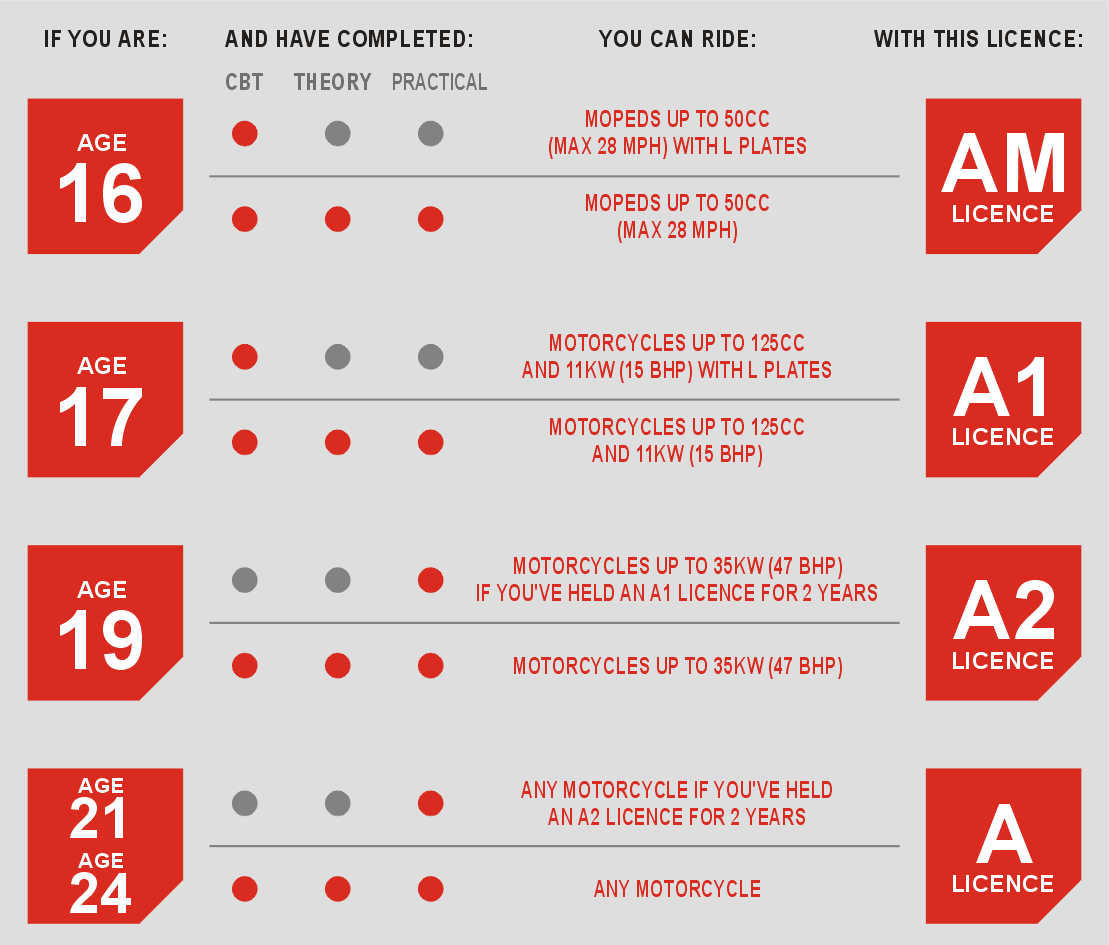 IF YOU ARE:
AND HAVE COMPLETED:
YOU CAN RIDE:
WITH THIS LICENCE:
CBT
THEORY
PRACTICAL
AGE
16
MOPEDS UP TO 50CC
(MAX 28 MPH) WITH L PLATES
MOPEDS UP TO 50CC
(MAX 28 MPH)
AM
LICENCE
AGE
17
MOTORCYCLES UP TO 125CC
AND 11KW (15 BHP) WITH L PLATES
MOTORCYCLES UP TO 125CC
AND 11KW (15 BHP)
A1
LICENCE
AGE
19
MOTORCYCLES UP TO 35KW (47 BHP)
IF YOU'VE HELD AN A1 LICENCE FOR 2 YEARS
MOTORCYCLES UP TO 35KW (47 BHP)
A2
LICENCE
AGE
21
AGE
24
ANY MOTORCYCLE IF YOU'VE HELD
AN A2 LICENCE FOR 2 YEARS
ANY MOTORCYCLE
A
LICENCE